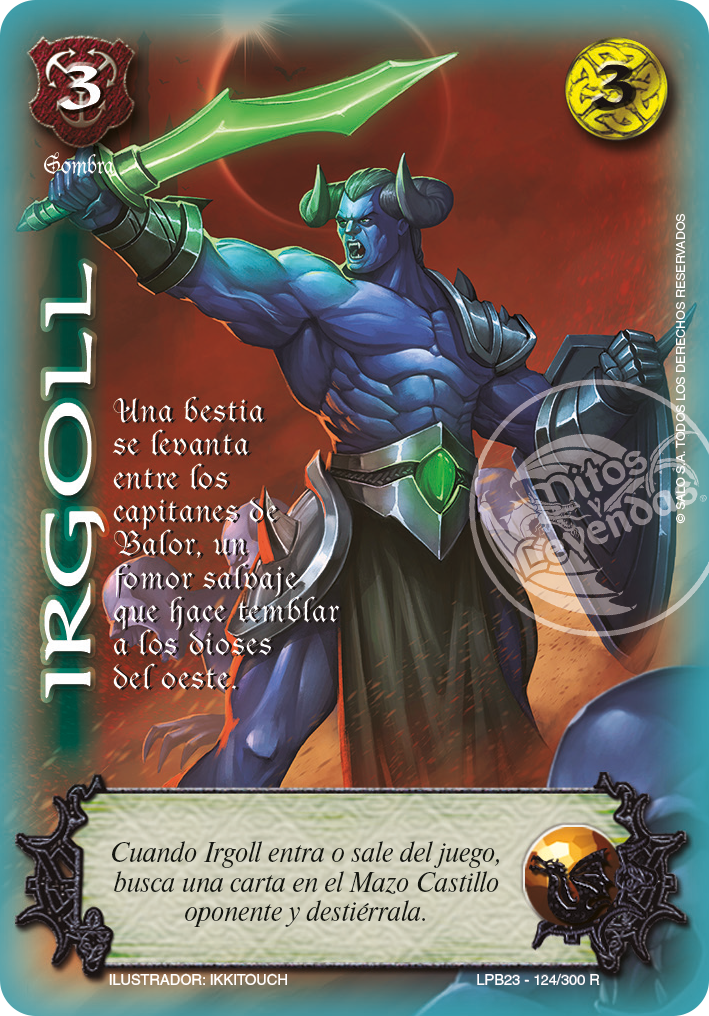 3
3
Sombra
IRGOLL
Una bestia
se levanta
entre los
capitanes de
Balor, un
fomor salvaje
que hace temblar
a los dioses
del oeste.
© SALO S.A. TODOS LOS DERECHOS RESERVADOS
Mitos
y
Leyendas ®
Cuando Irgoll entra o sale del juego,
busca una carta en el Mazo Castillo
oponente y destiérrala.
ILUSTRADOR: IKKITOUCH
LPB23 - 124/300 R